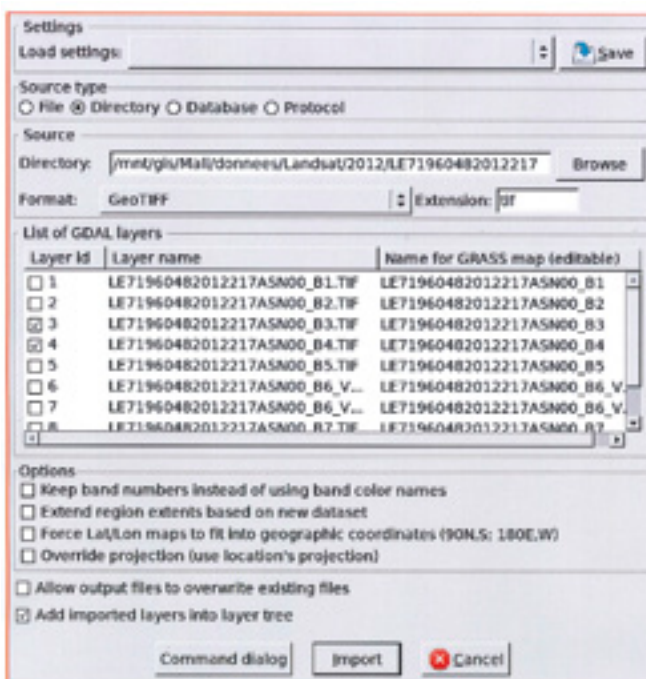 Settings
Load settings: Save
Source type
File Directory Database Protocol
Source
Directory: /mnt/gis/Mali/donnees/Landsat/2012/LE71960482012217 Browse
Format: GeoTIFF Extension: tif
List of GDAL layers
Layer id Layer name Name for GRASS map (editable)
1 LE71960482012217ASN00_B1.TIF LE71960482012217ASN00_B1
2 LE71960482012217ASN00_B2.TIF LE71960482012217ASN00_B2
3 LE71960482012217ASN00_B3.TIF LE71960482012217ASN00_B3
4 LE71960482012217ASN00_B4.TIF LE71960482012217ASN00_B4
5 LE71960482012217ASN00_B5.TIF LE71960482012217ASN00_B5
6 LE71960482012217ASN00_B6_V... LE71960482012217ASN00_B6_V.
7 LE71960482012217ASN00_B6_V... LE71960482012217ASN00_B6_V.
8 LE71960482012217ASN00_B7.TIF LE71960482012217ASN00_B7
Options
Keep band numbers instead of using band color names
Extend region extents based on new dataset
Force Lat/Lon maps to fit into geographic coordinates (90N,S; 180E,W)
Override projection (use location's projection)
Allow output files to overwrite existing files
Add imported layers into layer tree
Command dialog Import Cancel